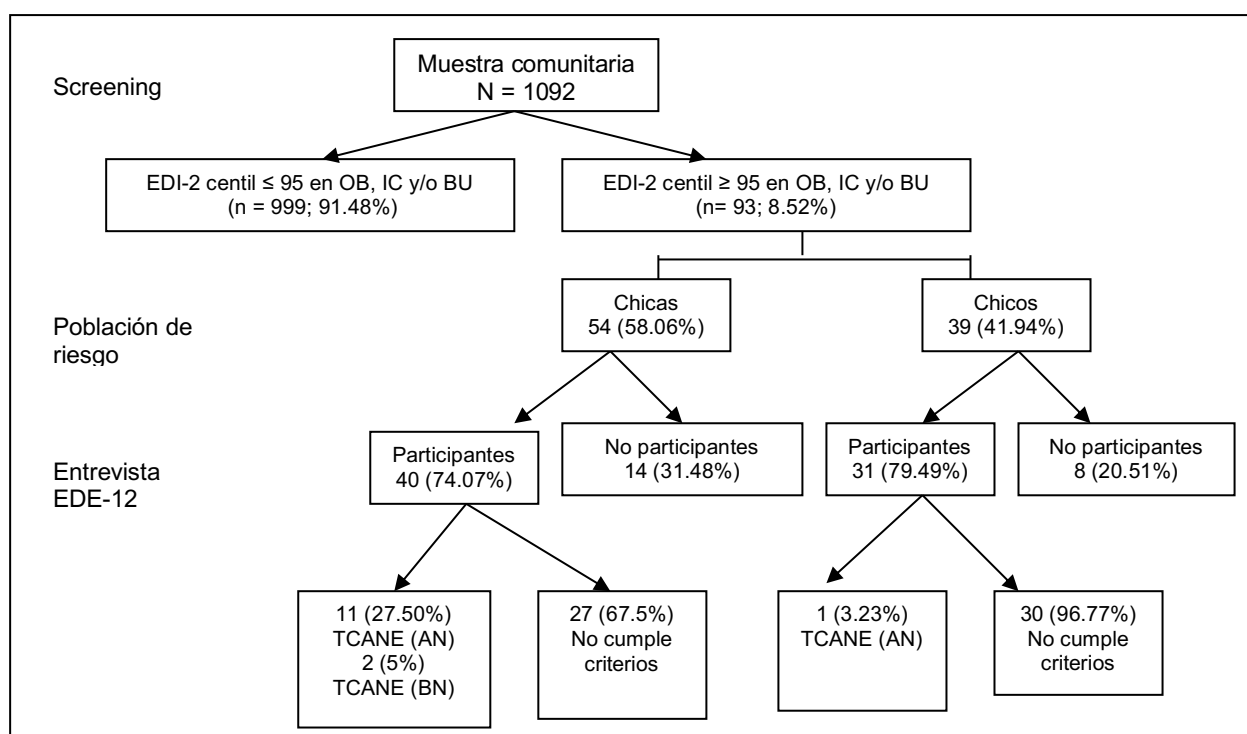 Screening
Muestra comunitaria
N = 1092
EDI-2 centil ≤ 95 en OB, IC y/o BU
(n = 999; 91.48%)
EDI-2 centil ≥ 95 en OB, IC y/o BU
(n= 93; 8.52%)
Población de
riesgo
Chicas
54 (58.06%)
Chicos
39 (41.94%)
Entrevista
EDE-12
Participantes
40 (74.07%)
No participantes
14 (31.48%)
Participantes
31 (79.49%)
No participantes
8 (20.51%)
11 (27.50%)
TCANE (AN)
2 (5%)
TCANE (BN)
27 (67.5%)
No cumple
criterios
1 (3.23%)
TCANE (AN)
30 (96.77%)
No cumple
criterios